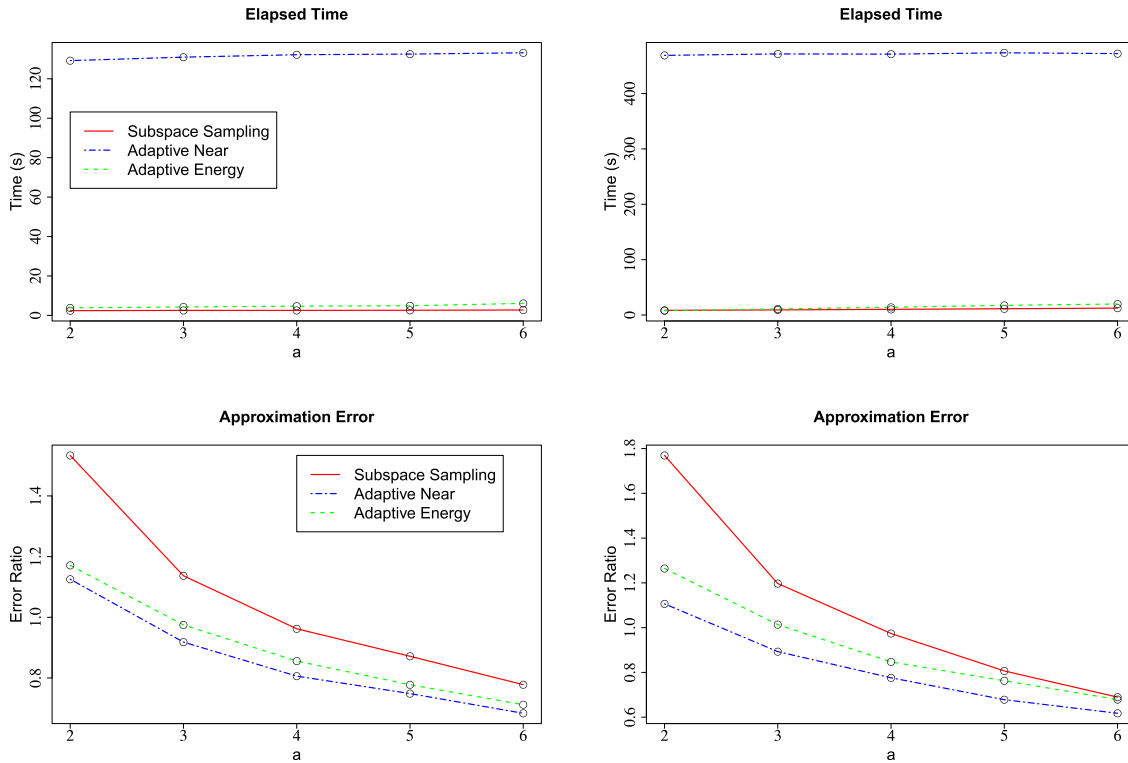 Elapsed Time
Time (s)
120
100
80
60
40
20
0
Subspace Sampling
Adaptive Near
Adaptive Energy
2 3 4 5 6
a
Elapsed Time
Time (s)
400
300
200
100
0
2 3 4 5 6
a
Approximation Error
Error Ratio
1.4
1.2
1.0
0.8
Subspace Sampling
Adaptive Near
Adaptive Energy
2 3 4 5 6
a
Approximation Error
Error Ratio
1.8
1.6
1.4
1.2
1.0
0.8
0.6
2 3 4 5 6
a